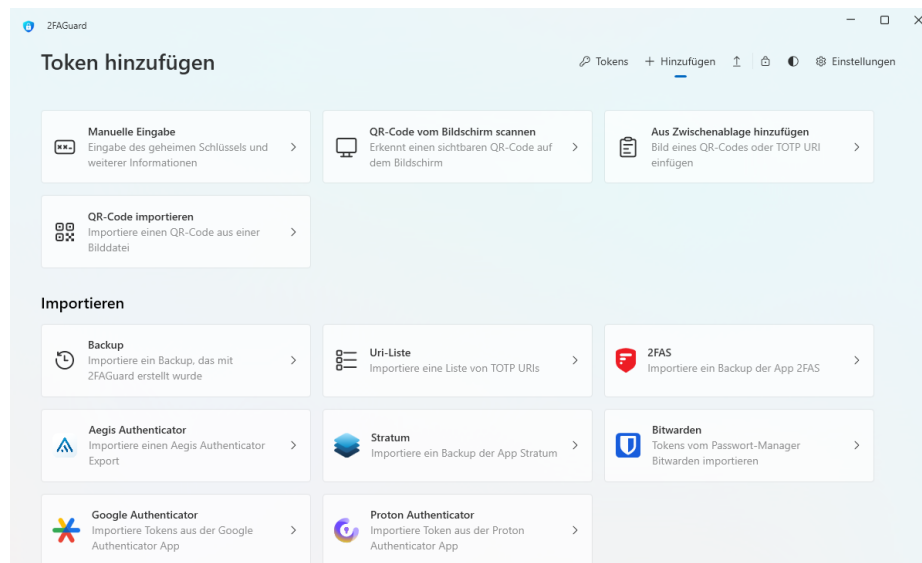 2FAGuard
Token hinzufügen
Tokens
Hinzufügen
Einstellungen
Manuelle Eingabe
Eingabe des geheimen Schlüssels und
weiterer Informationen
QR-Code vom Bildschirm scannen
Erkennt einen sichtbaren QR-Code auf
dem Bildschirm
Aus Zwischenablage hinzufügen
Bild eines QR-Codes oder TOTP URI
einfügen
QR-Code importieren
Importiere einen QR-Code aus einer
Bilddatei
Importieren
Backup
Importiere ein Backup, das mit
2FAGuard erstellt wurde
Uri-Liste
Importiere eine Liste von TOTP URIs
2FAS
Importiere ein Backup der App 2FAS
Aegis Authenticator
Importiere einen Aegis Authenticator
Export
Stratum
Importiere ein Backup der App Stratum
Bitwarden
Tokens vom Passwort-Manager
Bitwarden importieren
Google Authenticator
Importiere Tokens aus der Google
Authenticator App
Proton Authenticator
Importiere Token aus der Proton
Authenticator App